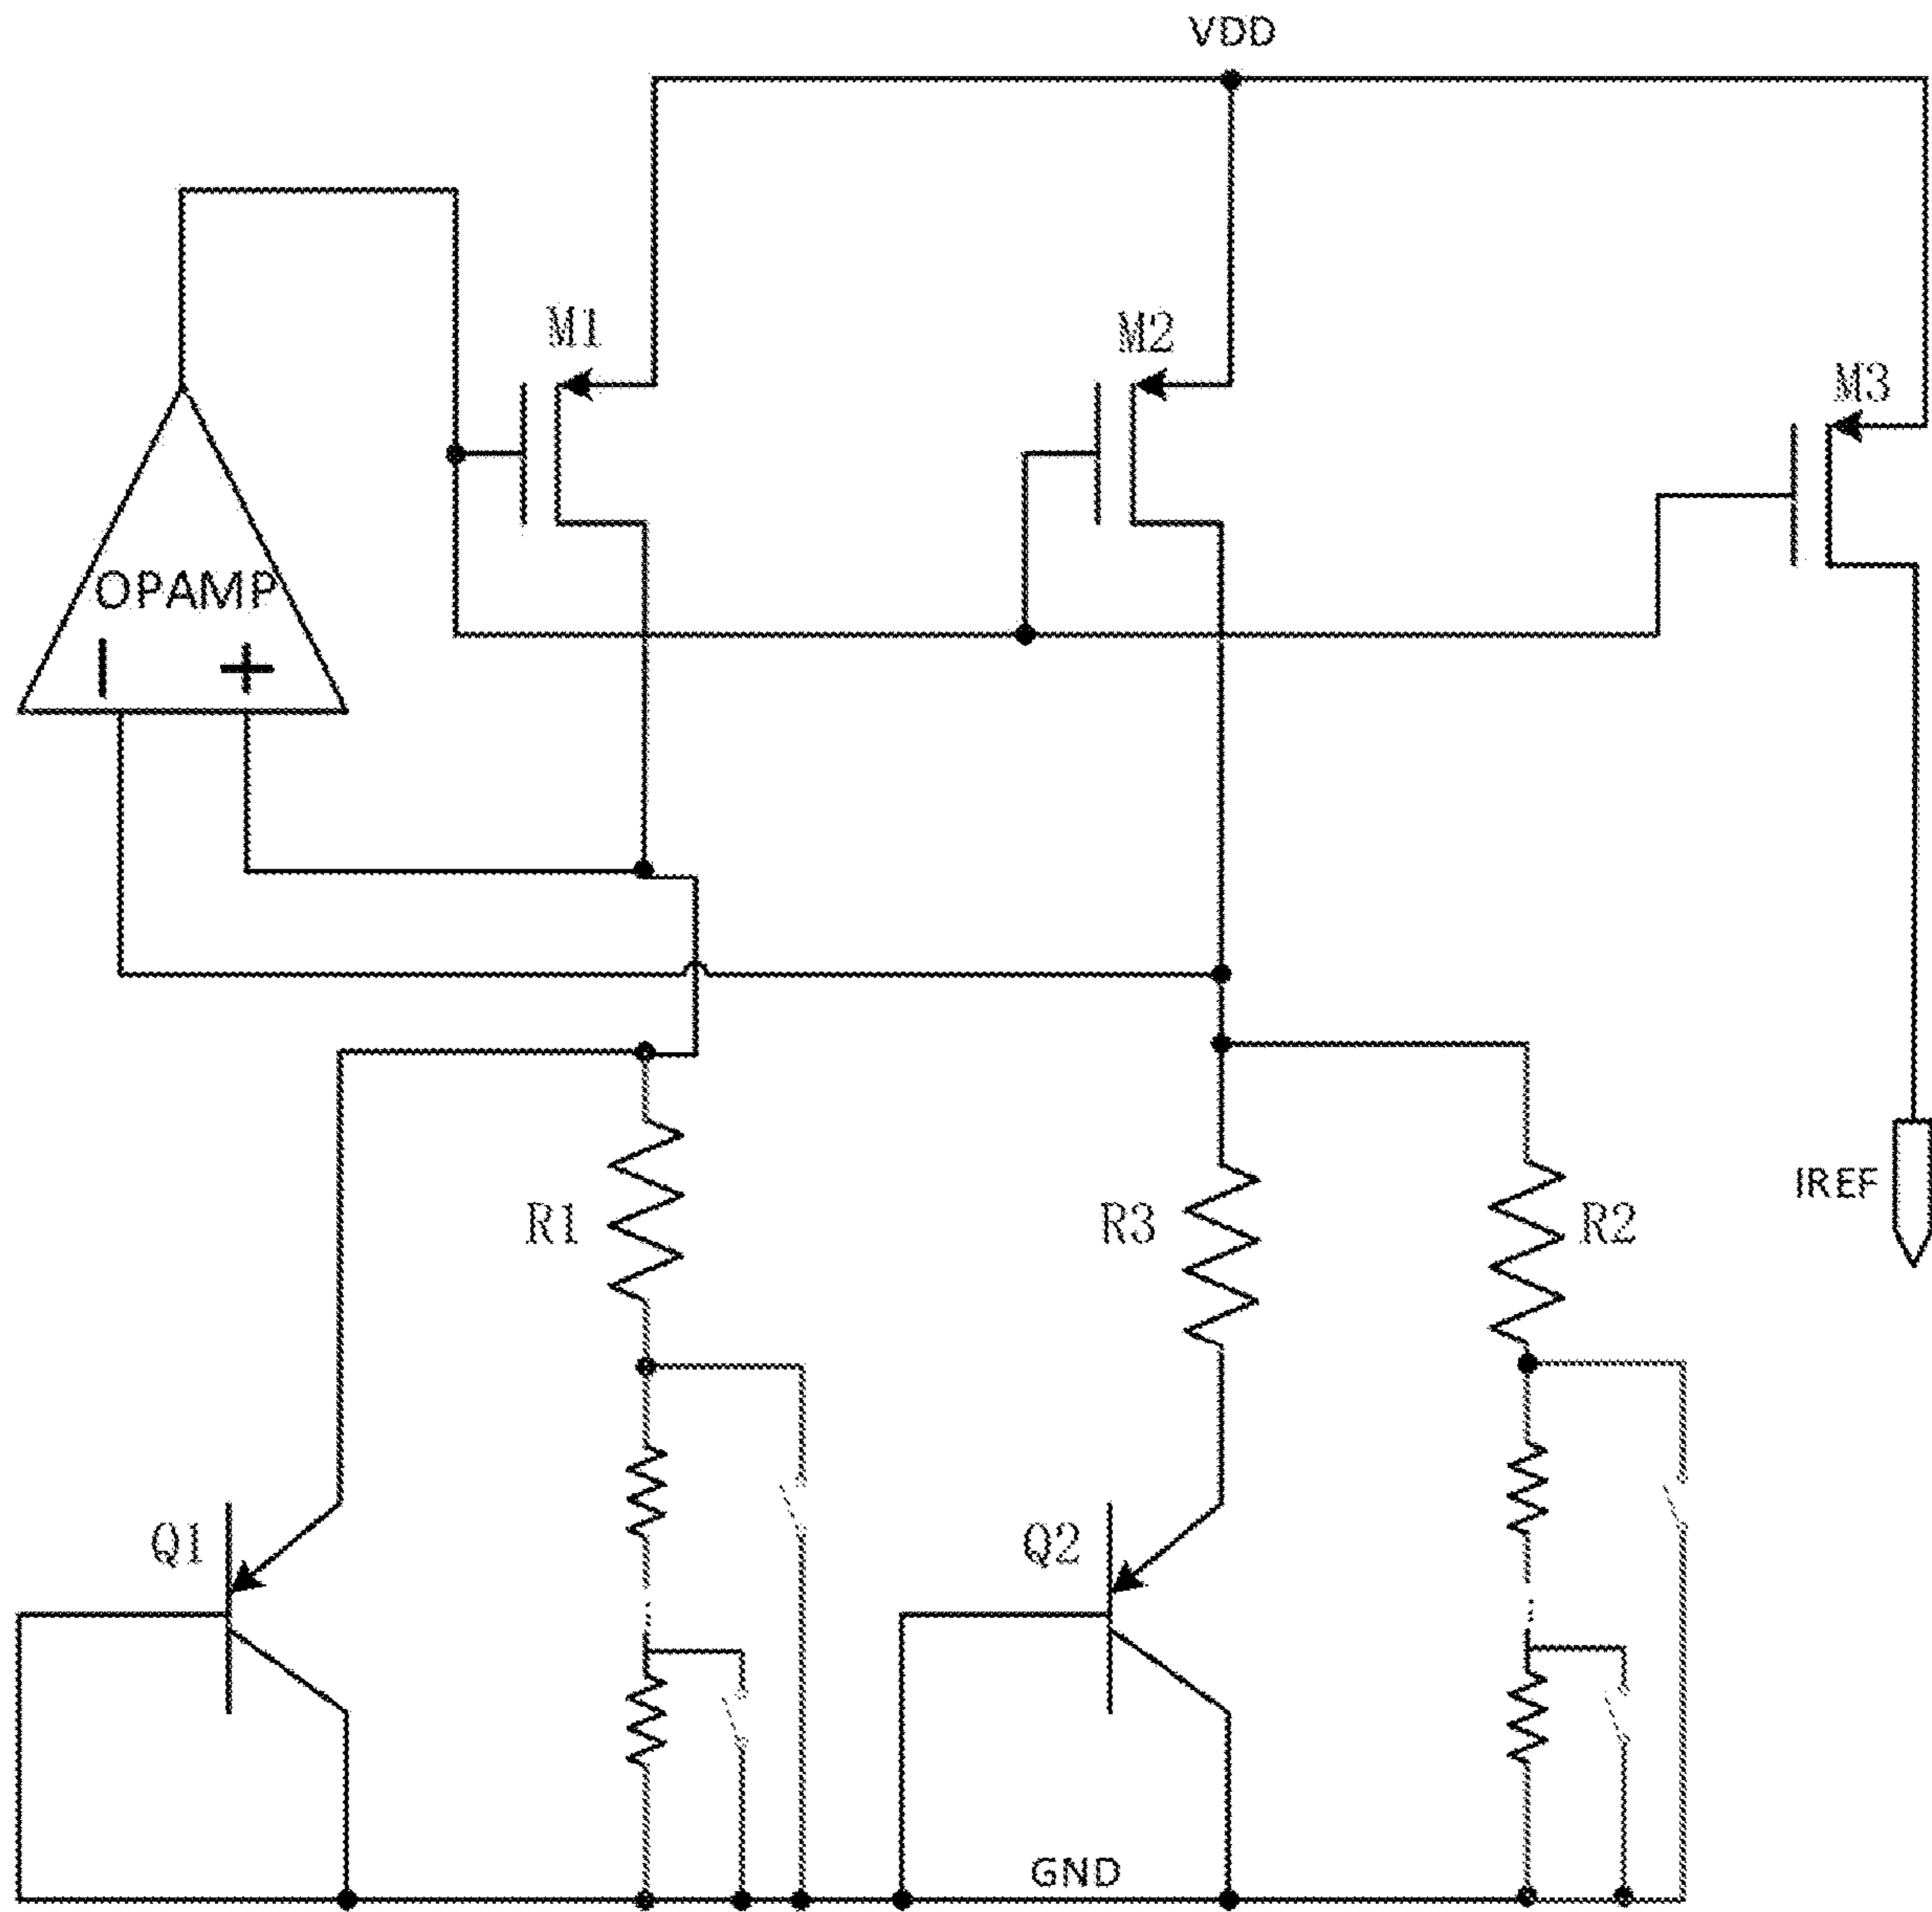 VDD
M1
M2
M3
OPAMP
− +
R1
R3
R2
IREF
Q1
Q2
GND